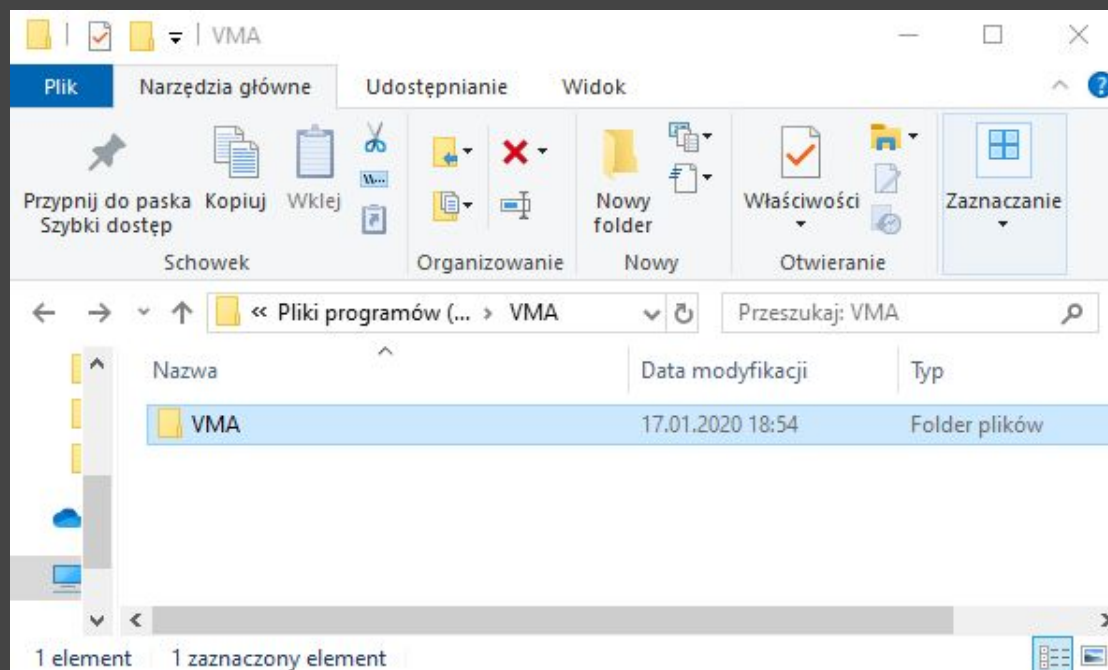 VMA
Plik Narzędzia główne Udostępnianie Widok
Przypnij do paska Szybki dostęp
Kopiuj
Wklej
Nowy folder
Właściwości
Zaznaczanie
Schowek Organizowanie Nowy Otwieranie
« Pliki programów (... › VMA
Przeszukaj: VMA
Nazwa Data modyfikacji Typ
VMA 17.01.2020 18:54 Folder plików
1 element 1 zaznaczony element